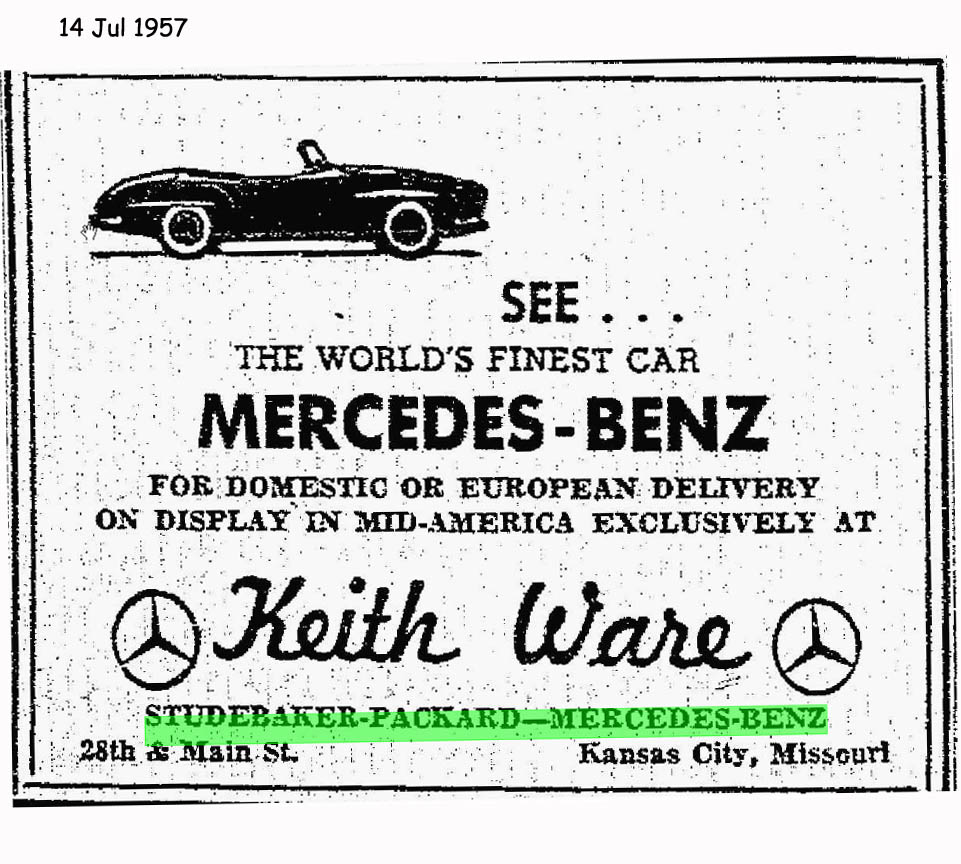 14 Jul 1957
SEE . . .
THE WORLD'S FINEST CAR
MERCEDES-BENZ
FOR DOMESTIC OR EUROPEAN DELIVERY
ON DISPLAY IN MID-AMERICA EXCLUSIVELY AT
Keith Ware
STUDEBAKER-PACKARD—MERCEDES-BENZ
28th & Main St. Kansas City, Missouri